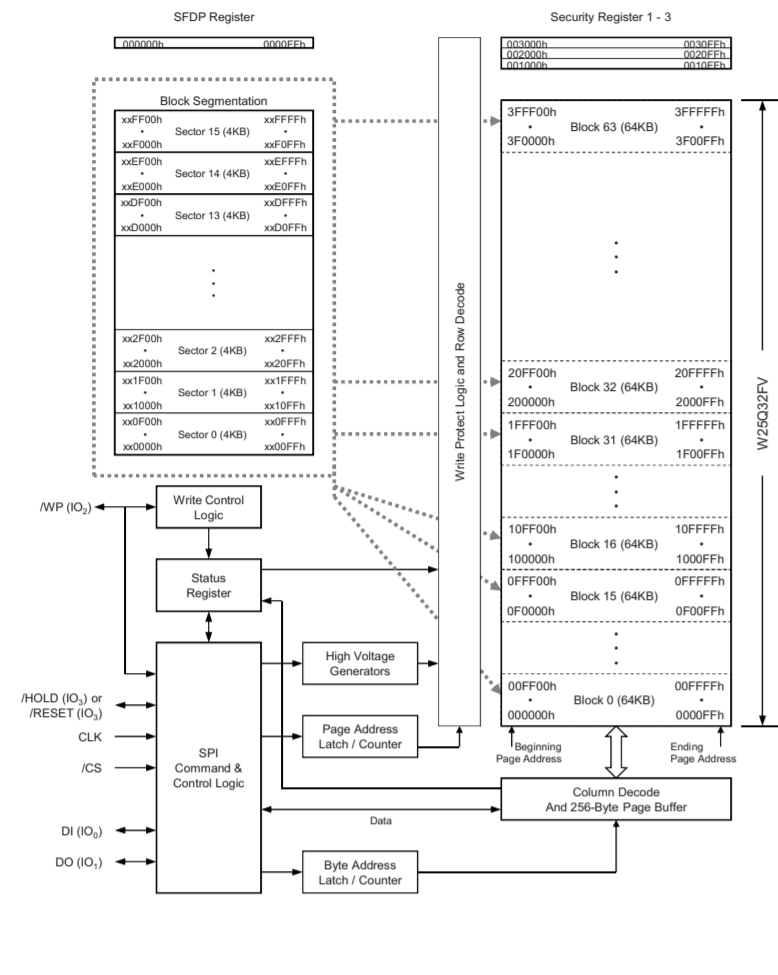 SFDP Register
Security Register 1 - 3
000000h 0000FFh
003000h 0030FFh
002000h 0020FFh
001000h 0010FFh
Block Segmentation
xxFF00h xxFFFFh
• Sector 15 (4KB) •
xxF000h xxF0FFh
xxEF00h xxEFFFh
• Sector 14 (4KB) •
xxE000h xxE0FFh
xxDF00h xxDFFFh
• Sector 13 (4KB) •
xxD000h xxD0FFh
xx2F00h xx2FFFh
• Sector 2 (4KB) •
xx2000h xx20FFh
xx1F00h xx1FFFh
• Sector 1 (4KB) •
xx1000h xx10FFh
xx0F00h xx0FFFh
• Sector 0 (4KB) •
xx0000h xx00FFh
Write Protect Logic and Row Decode
3FFF00h 3FFFFFh
• Block 63 (64KB) •
3F0000h 3F00FFh
20FF00h 20FFFFh
• Block 32 (64KB) •
200000h 2000FFh
1FFF00h 1FFFFFh
• Block 31 (64KB) •
1F0000h 1F00FFh
10FF00h 10FFFFh
• Block 16 (64KB) •
100000h 1000FFh
0FFF00h 0FFFFFh
• Block 15 (64KB) •
0F0000h 0F00FFh
00FF00h 00FFFFh
• Block 0 (64KB) •
000000h 0000FFh
W25Q32FV
/WP (IO2)
Write Control
Logic
Status
Register
High Voltage
Generators
/HOLD (IO3) or
/RESET (IO3)
CLK
/CS
DI (IO0)
DO (IO1)
SPI
Command &
Control Logic
Page Address
Latch / Counter
Beginning
Page Address
Ending
Page Address
Column Decode
And 256-Byte Page Buffer
Data
Byte Address
Latch / Counter